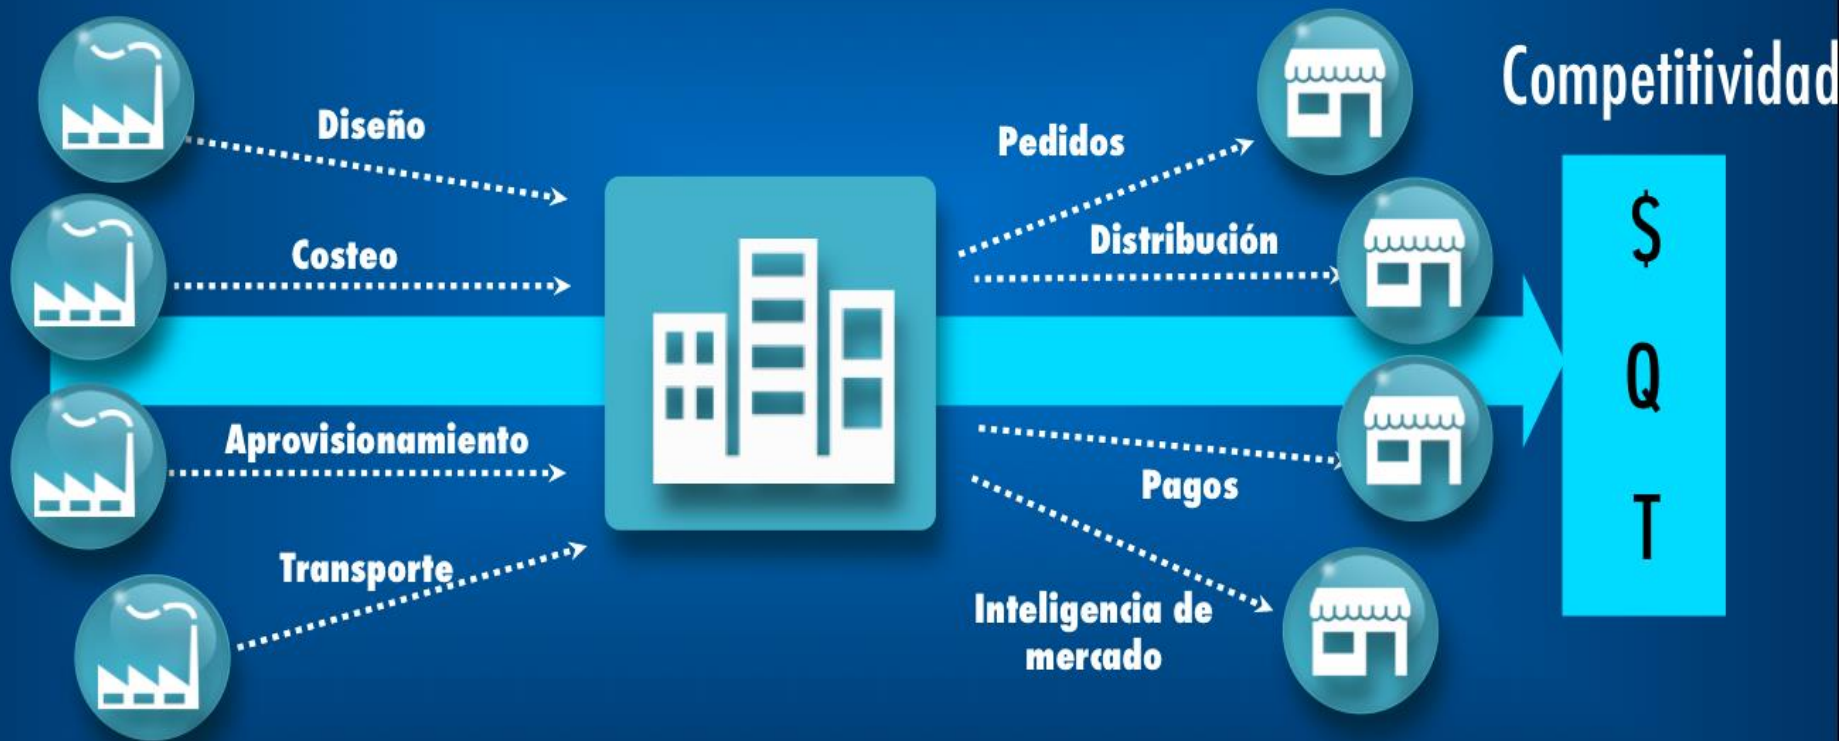 Competitividad
Diseño
Costeo
Aprovisionamiento
Transporte
Pedidos
Distribución
Pagos
Inteligencia de
mercado
$
Q
T